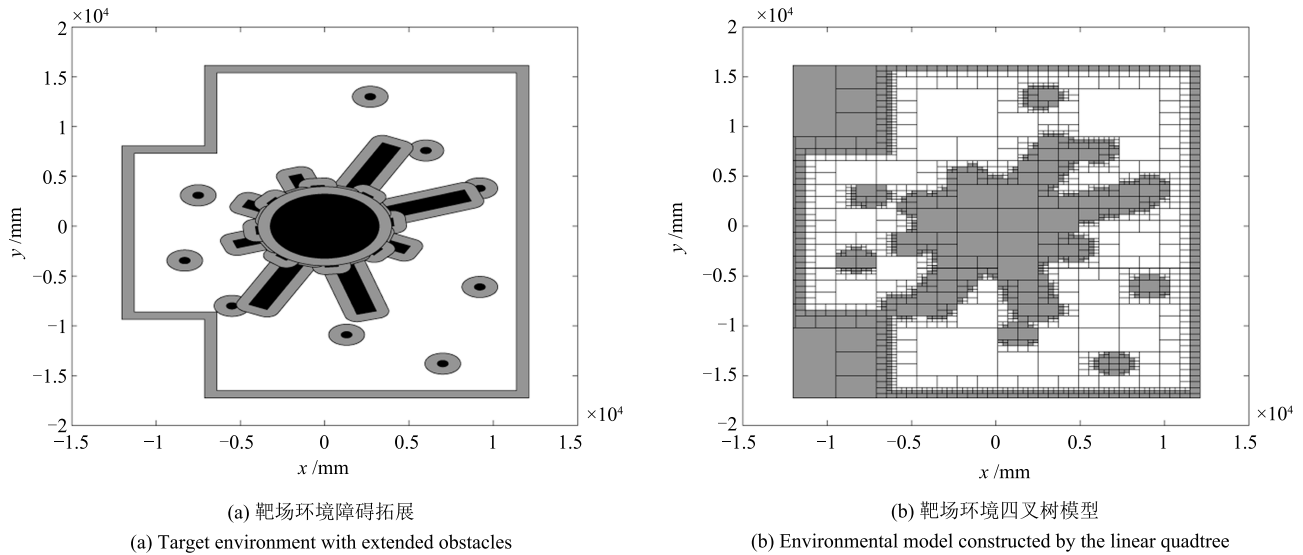 ×10⁴
2
1.5
1
0.5
0
−0.5
−1
−1.5
−2
y /mm
−1.5 −1 −0.5 0 0.5 1 1.5
×10⁴
x /mm
(a) 靶场环境障碍拓展
(a) Target environment with extended obstacles
×10⁴
2
1.5
1
0.5
0
−0.5
−1
−1.5
−2
y /mm
−1.5 −1 −0.5 0 0.5 1 1.5
×10⁴
x /mm
(b) 靶场环境四叉树模型
(b) Environmental model constructed by the linear quadtree